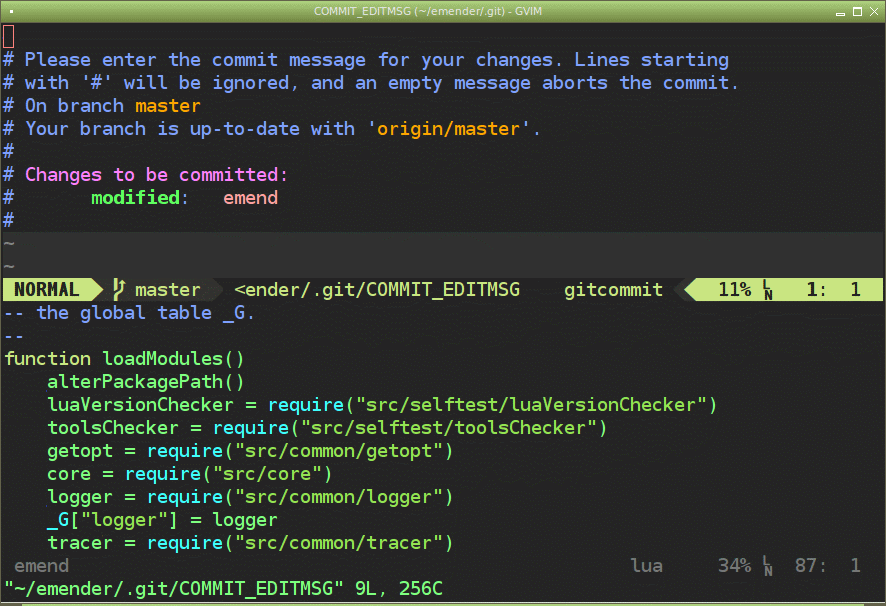 COMMIT_EDITMSG (~/emender/.git) - GVIM
# Please enter the commit message for your changes. Lines starting
# with '#' will be ignored, and an empty message aborts the commit.
# On branch master
# Your branch is up-to-date with 'origin/master'.
#
# Changes to be committed:
#       modified:   emend
#
~
~
NORMAL master <ender/.git/COMMIT_EDITMSG gitcommit 11% LN 1: 1
-- the global table _G.
--
function loadModules()
    alterPackagePath()
    luaVersionChecker = require("src/selftest/luaVersionChecker")
    toolsChecker = require("src/selftest/toolsChecker")
    getopt = require("src/common/getopt")
    core = require("src/core")
    logger = require("src/common/logger")
    _G["logger"] = logger
    tracer = require("src/common/tracer")
emend lua 34% LN 87: 1
"~/emender/.git/COMMIT_EDITMSG" 9L, 256C